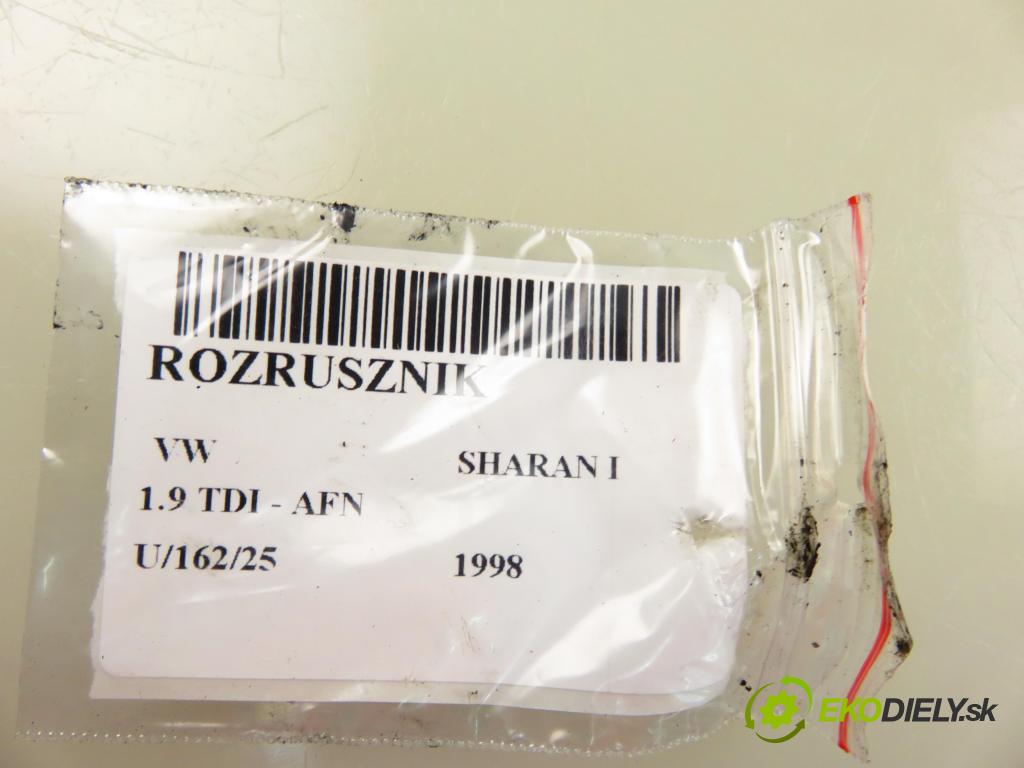 ROZRUSZNIK
VW SHARAN I
1.9 TDI - AFN
U/162/25 1998
EKODIELY.sk